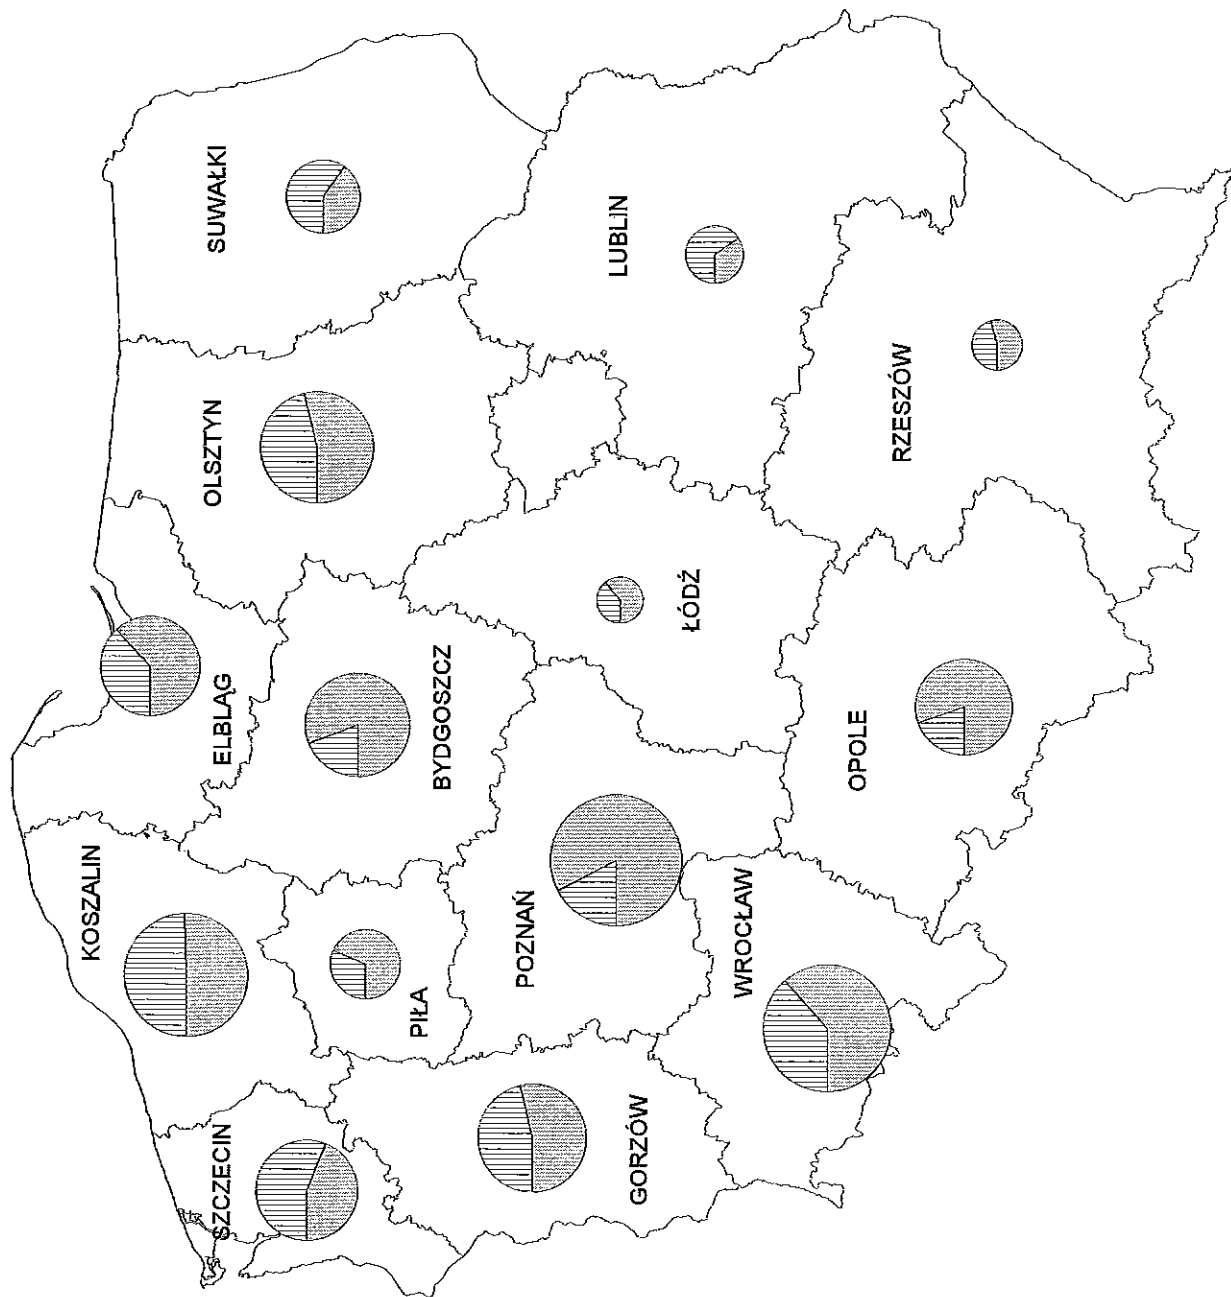 KOSZALIN
SZCZECIN
ELBLĄG
OLSZTYN
SUWAŁKI
PIŁA
BYDGOSZCZ
GORZÓW
POZNAŃ
ŁÓDŹ
LUBLIN
WROCŁAW
OPOLE
RZESZÓW